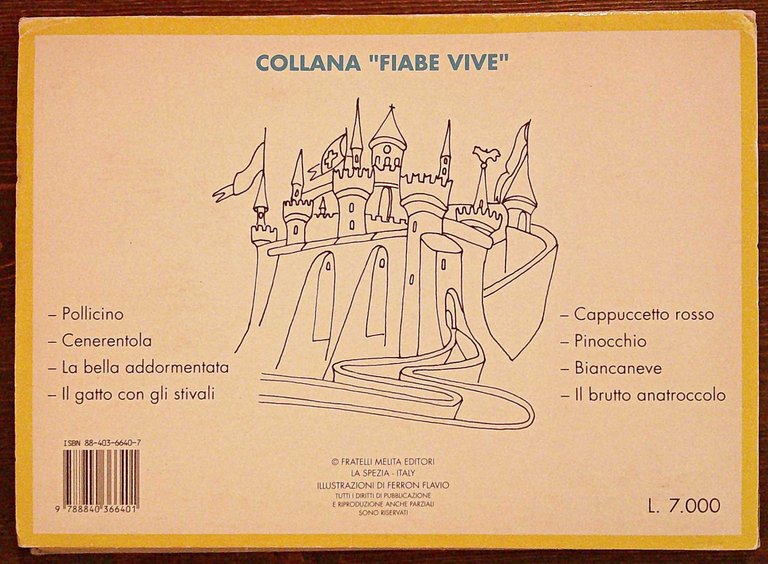 COLLANA "FIABE VIVE"
– Pollicino
– Cenerentola
– La bella addormentata
– Il gatto con gli stivali
– Cappuccetto rosso
– Pinocchio
– Biancaneve
– Il brutto anatroccolo
ISBN 88-403-6640-7
9 788840 366401
© FRATELLI MELITA EDITORI
LA SPEZIA - ITALY
ILLUSTRAZIONI DI FERRON FLAVIO
TUTTI I DIRITTI DI PUBBLICAZIONE
E RIPRODUZIONE ANCHE PARZIALI
SONO RISERVATI
L. 7.000